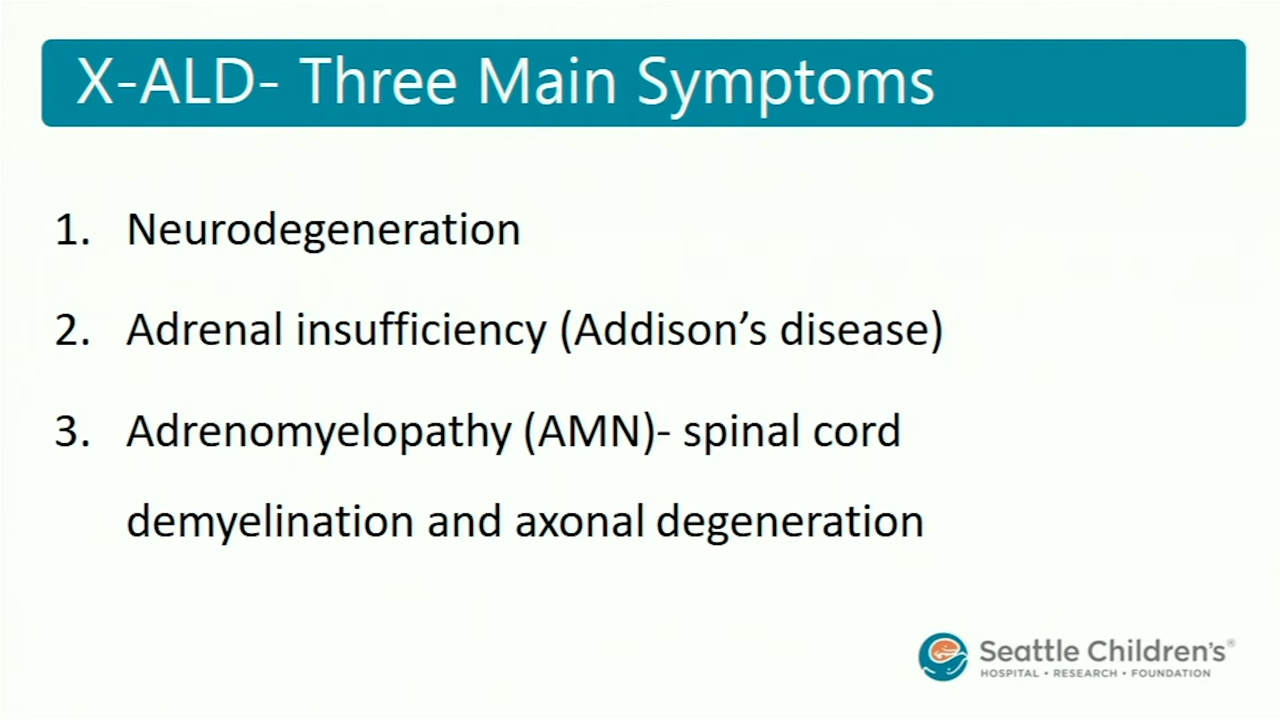 X-ALD- Three Main Symptoms
1. Neurodegeneration
2. Adrenal insufficiency (Addison’s disease)
3. Adrenomyelopathy (AMN)- spinal cord
demyelination and axonal degeneration
Seattle Children's®
HOSPITAL • RESEARCH • FOUNDATION